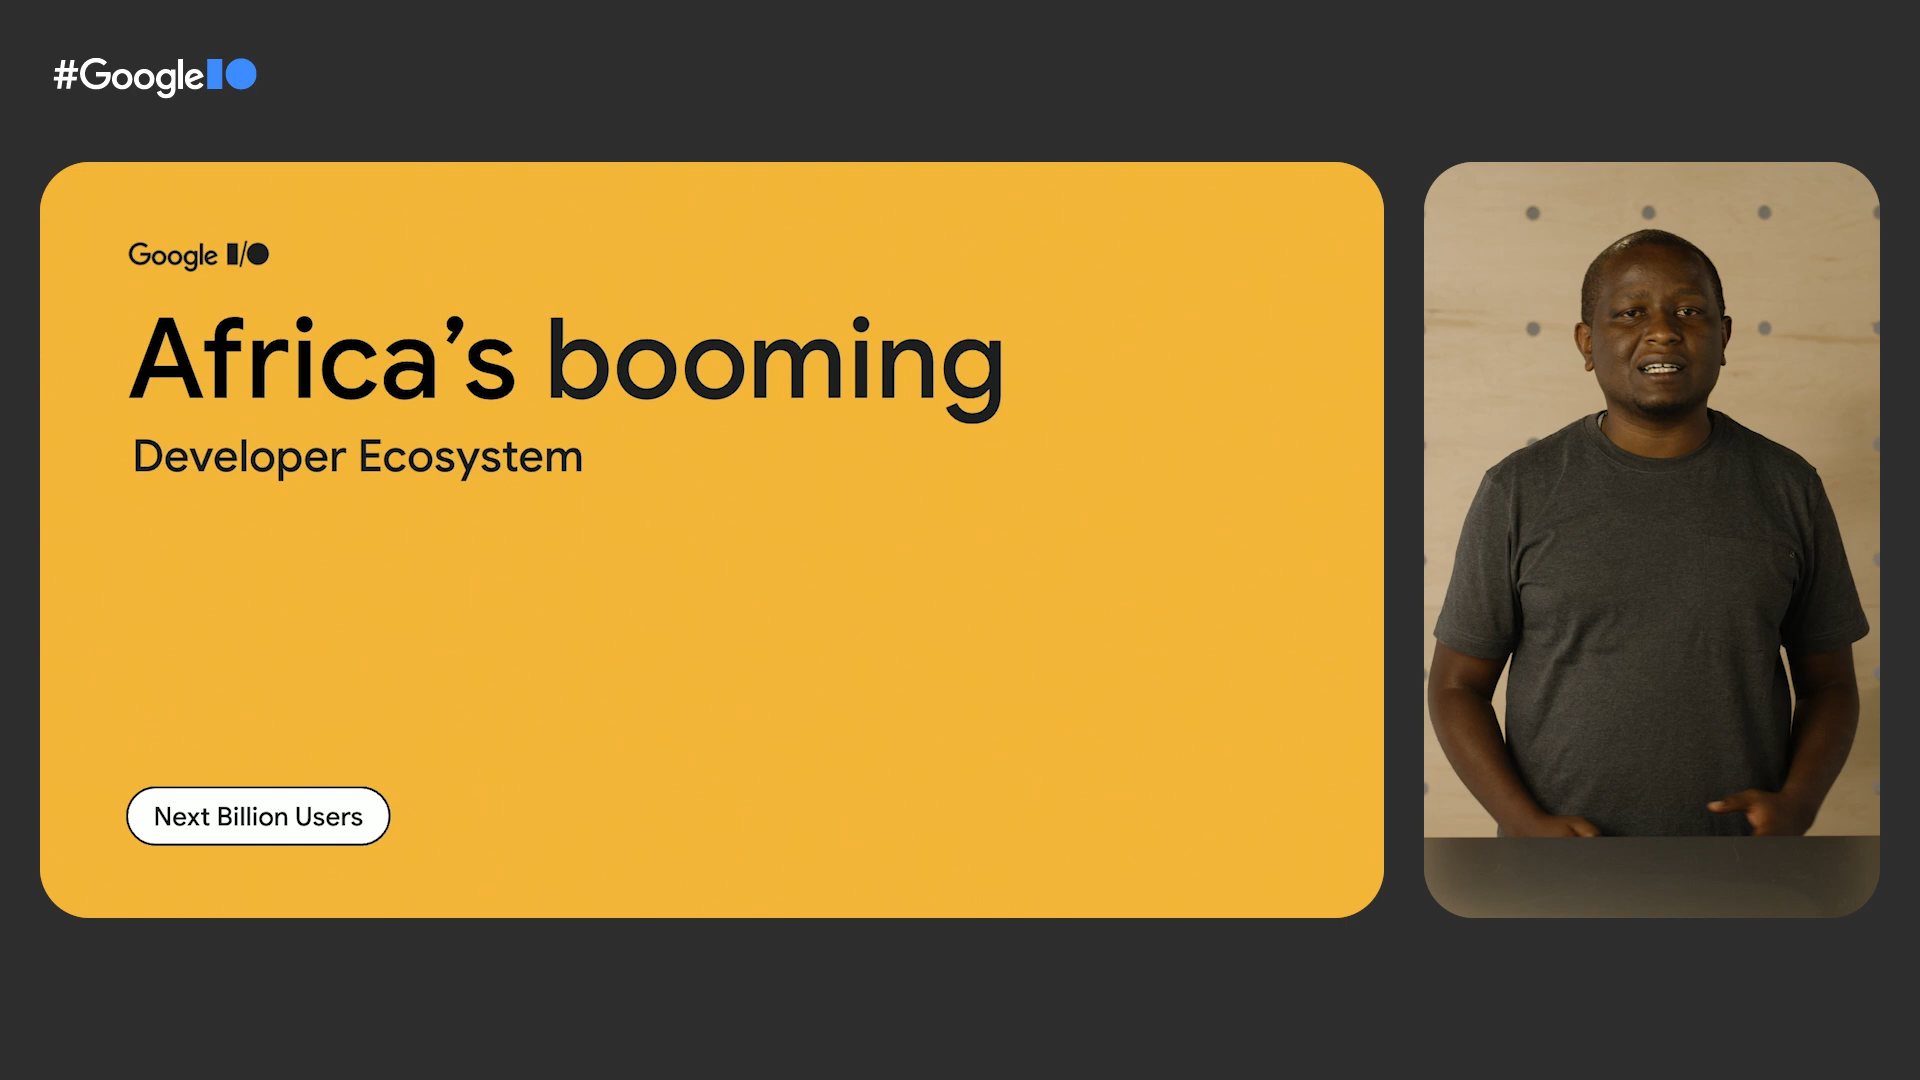 #GoogleIO
Google I/O
Africa’s booming
Developer Ecosystem
Next Billion Users